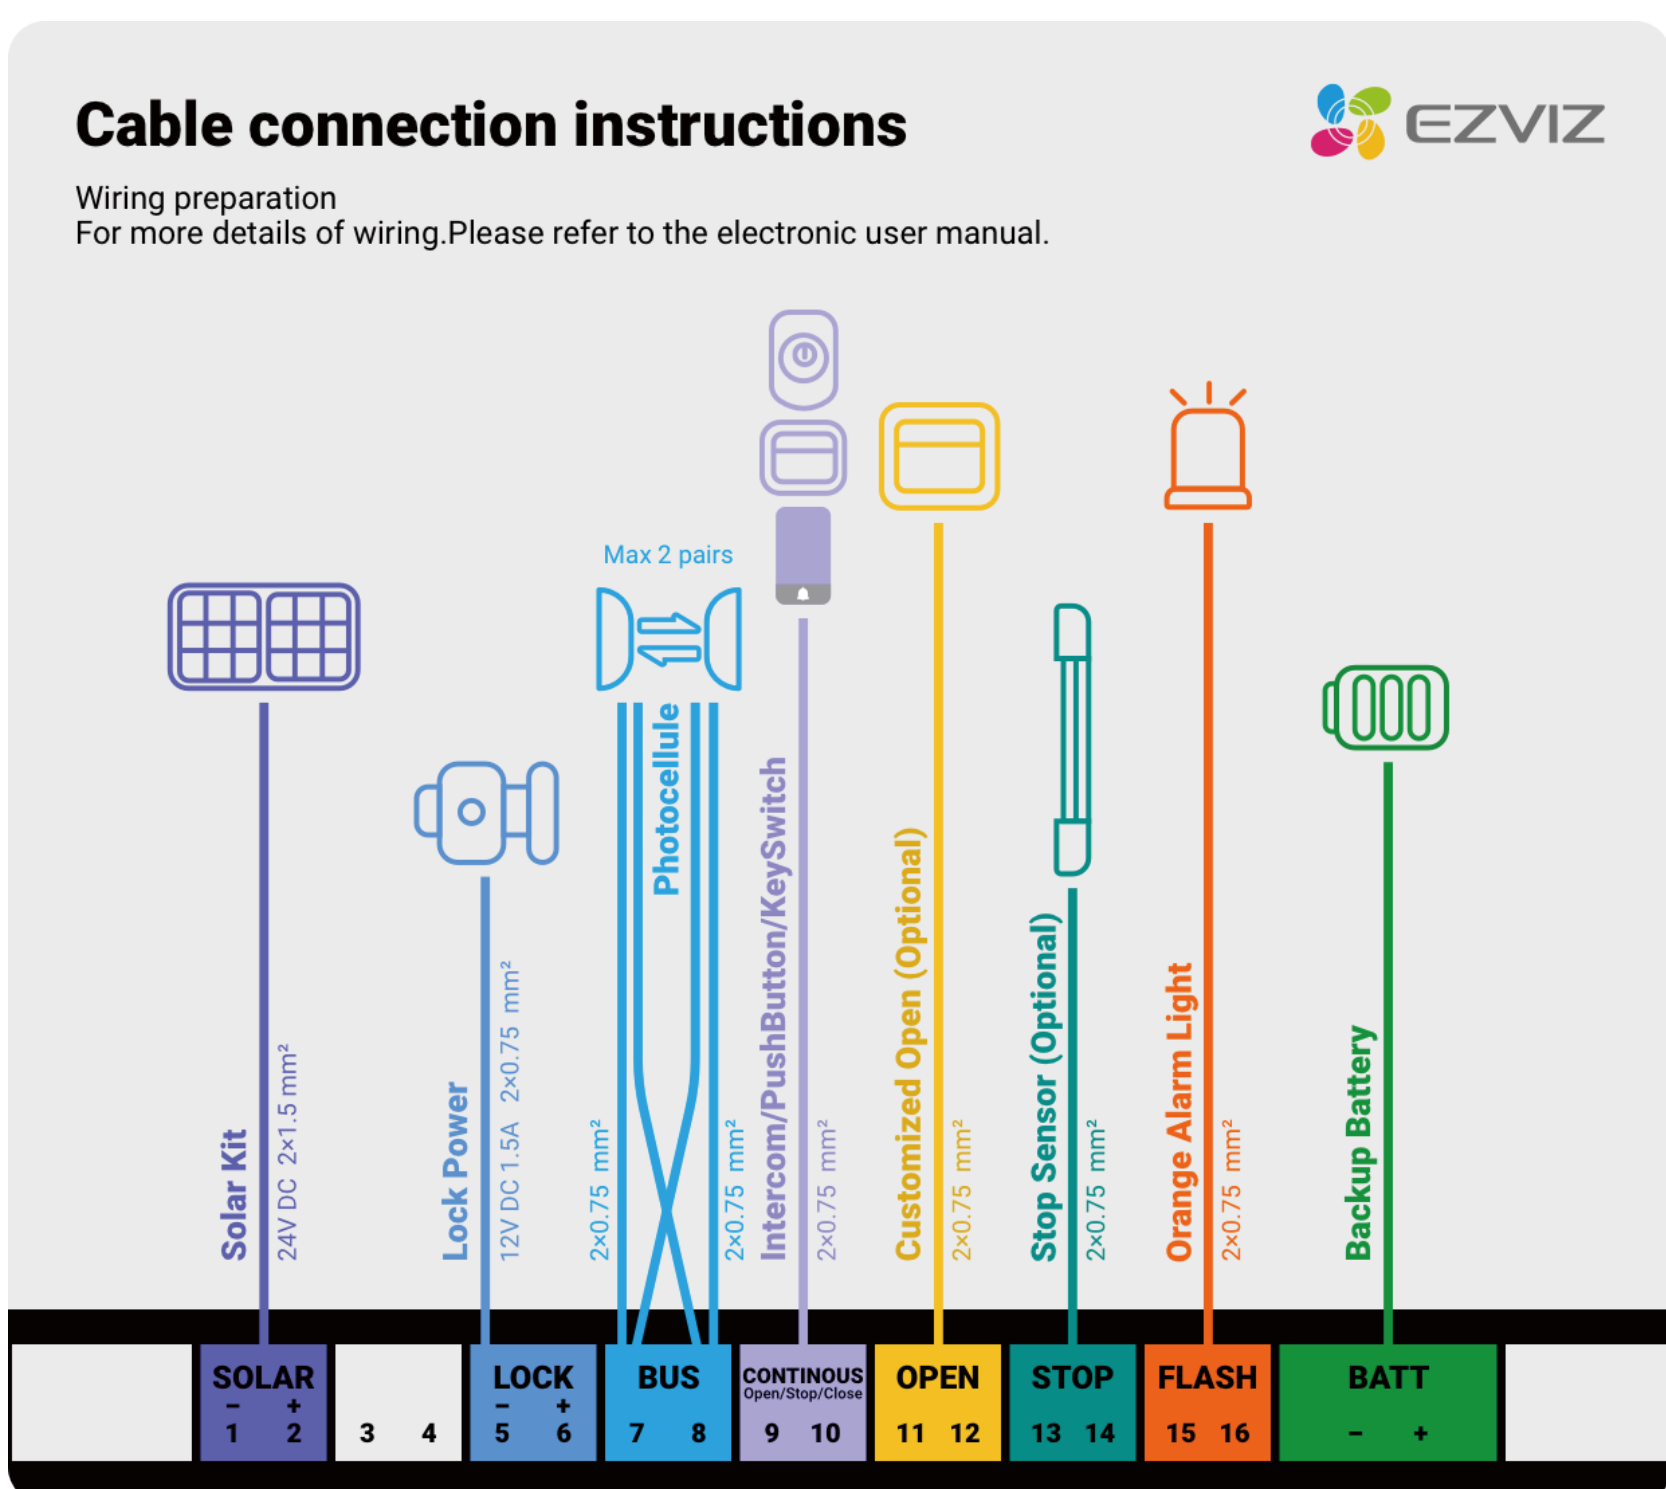 Cable connection instructions
EZVIZ
Wiring preparation
For more details of wiring.Please refer to the electronic user manual.
Max 2 pairs
Solar Kit
24V DC 2×1.5 mm²
Lock Power
12V DC 1.5A 2×0.75 mm²
2×0.75 mm²
Photocellule
2×0.75 mm²
Intercom/PushButton/KeySwitch
2×0.75 mm²
Customized Open (Optional)
2×0.75 mm²
Stop Sensor (Optional)
2×0.75 mm²
Orange Alarm Light
2×0.75 mm²
Backup Battery
SOLAR
– +
1 2
3 4
LOCK
– +
5 6
BUS
7 8
CONTINOUS
Open/Stop/Close
9 10
OPEN
11 12
STOP
13 14
FLASH
15 16
BATT
– +